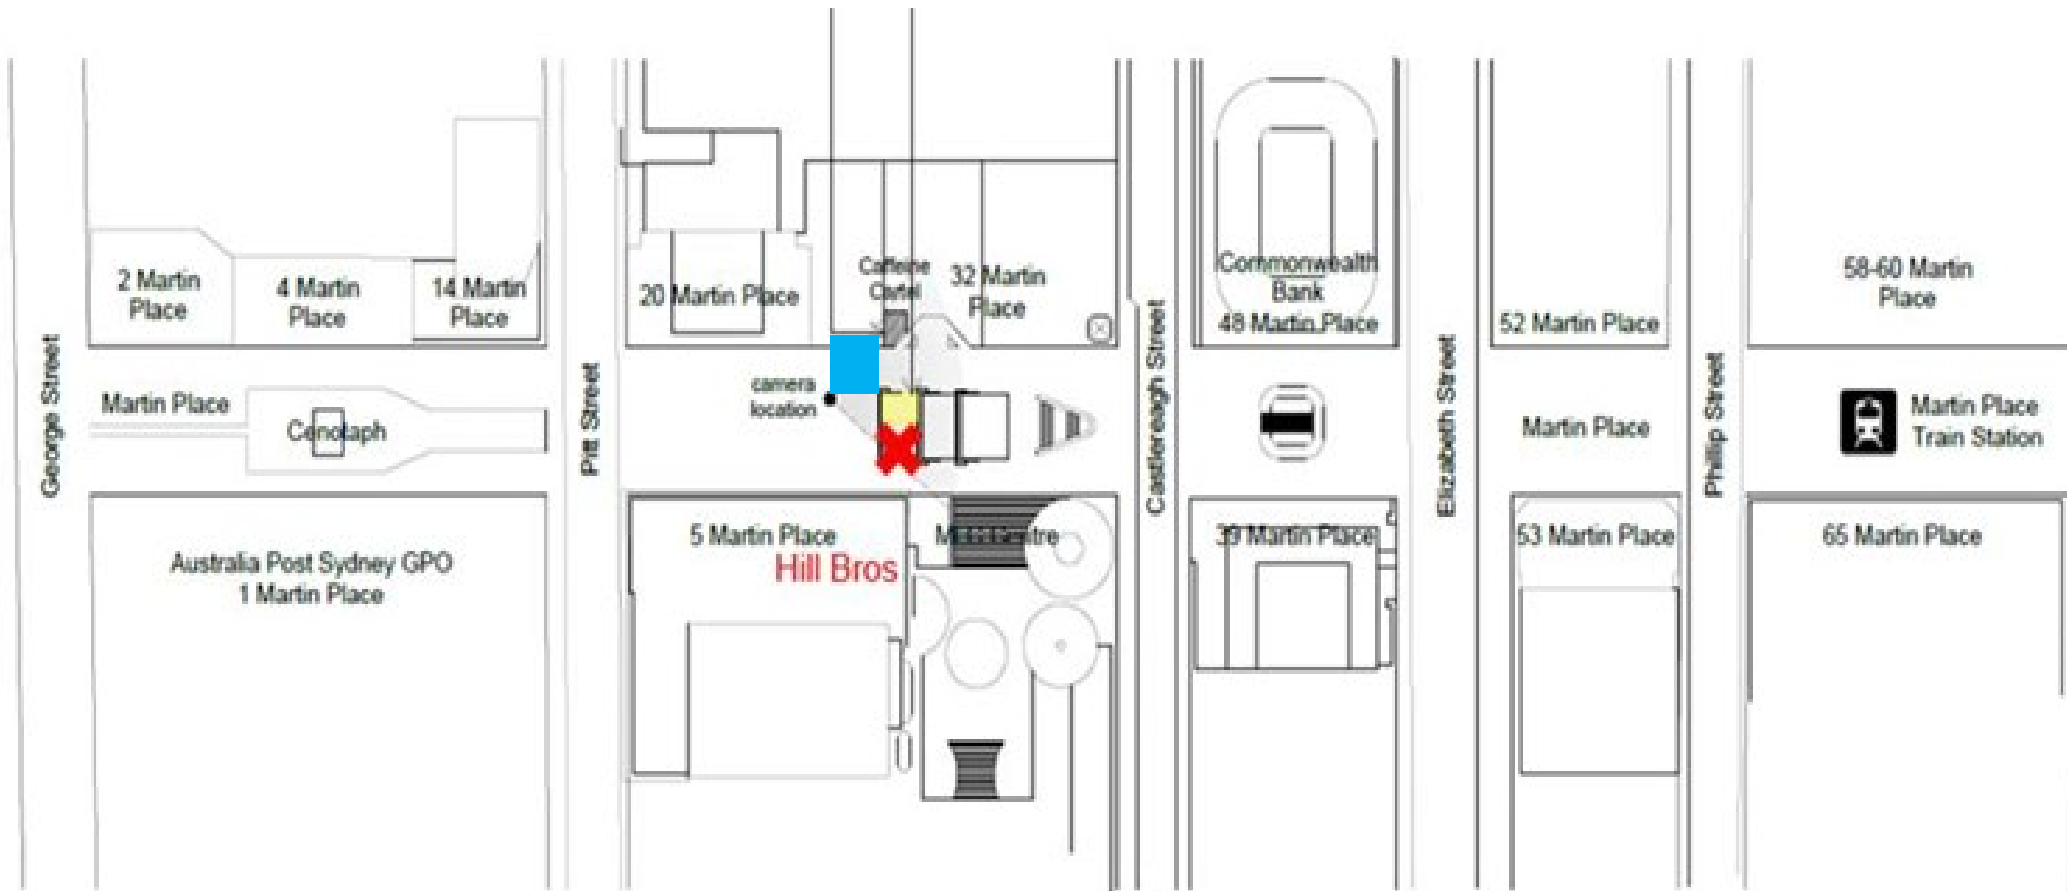 2 Martin
Place
4 Martin
Place
14 Martin
Place
20 Martin Place
Caffeine
Cartel
32 Martin
Place
Commonwealth
Bank
48 Martin Place
52 Martin Place
58-60 Martin
Place
George Street
Martin Place
Cenotaph
Pitt Street
camera
location
Castlereagh Street
Elizabeth Street
Martin Place
Phillip Street
Martin Place
Train Station
Australia Post Sydney GPO
1 Martin Place
5 Martin Place
Hill Bros
39 Martin Place
53 Martin Place
65 Martin Place